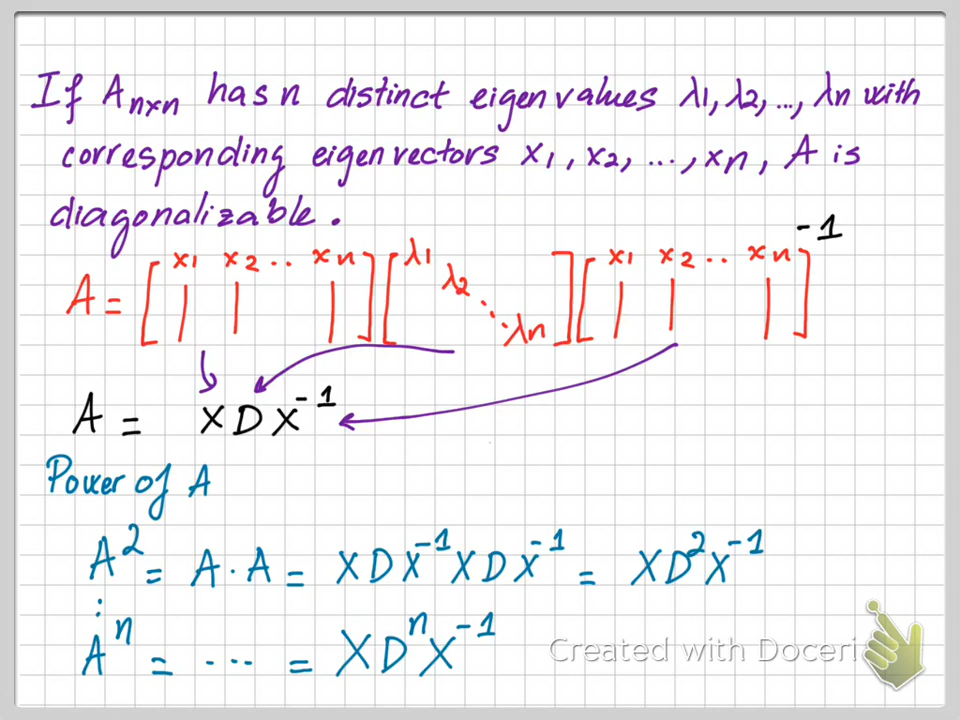 If Anxn has n distinct eigenvalues λ1, λ2, ..., λn with
corresponding eigenvectors x1, x2, ..., xn, A is
diagonalizable.
A = [x1 x2 .. xn] [λ1 λ2 ... λn] [x1 x2 .. xn]⁻¹
A = XDX⁻¹
Power of A
A² = A · A = XDX⁻¹XDX⁻¹ = XD²X⁻¹
⋮
Aⁿ = ... = XDⁿX⁻¹
Created with Doceri